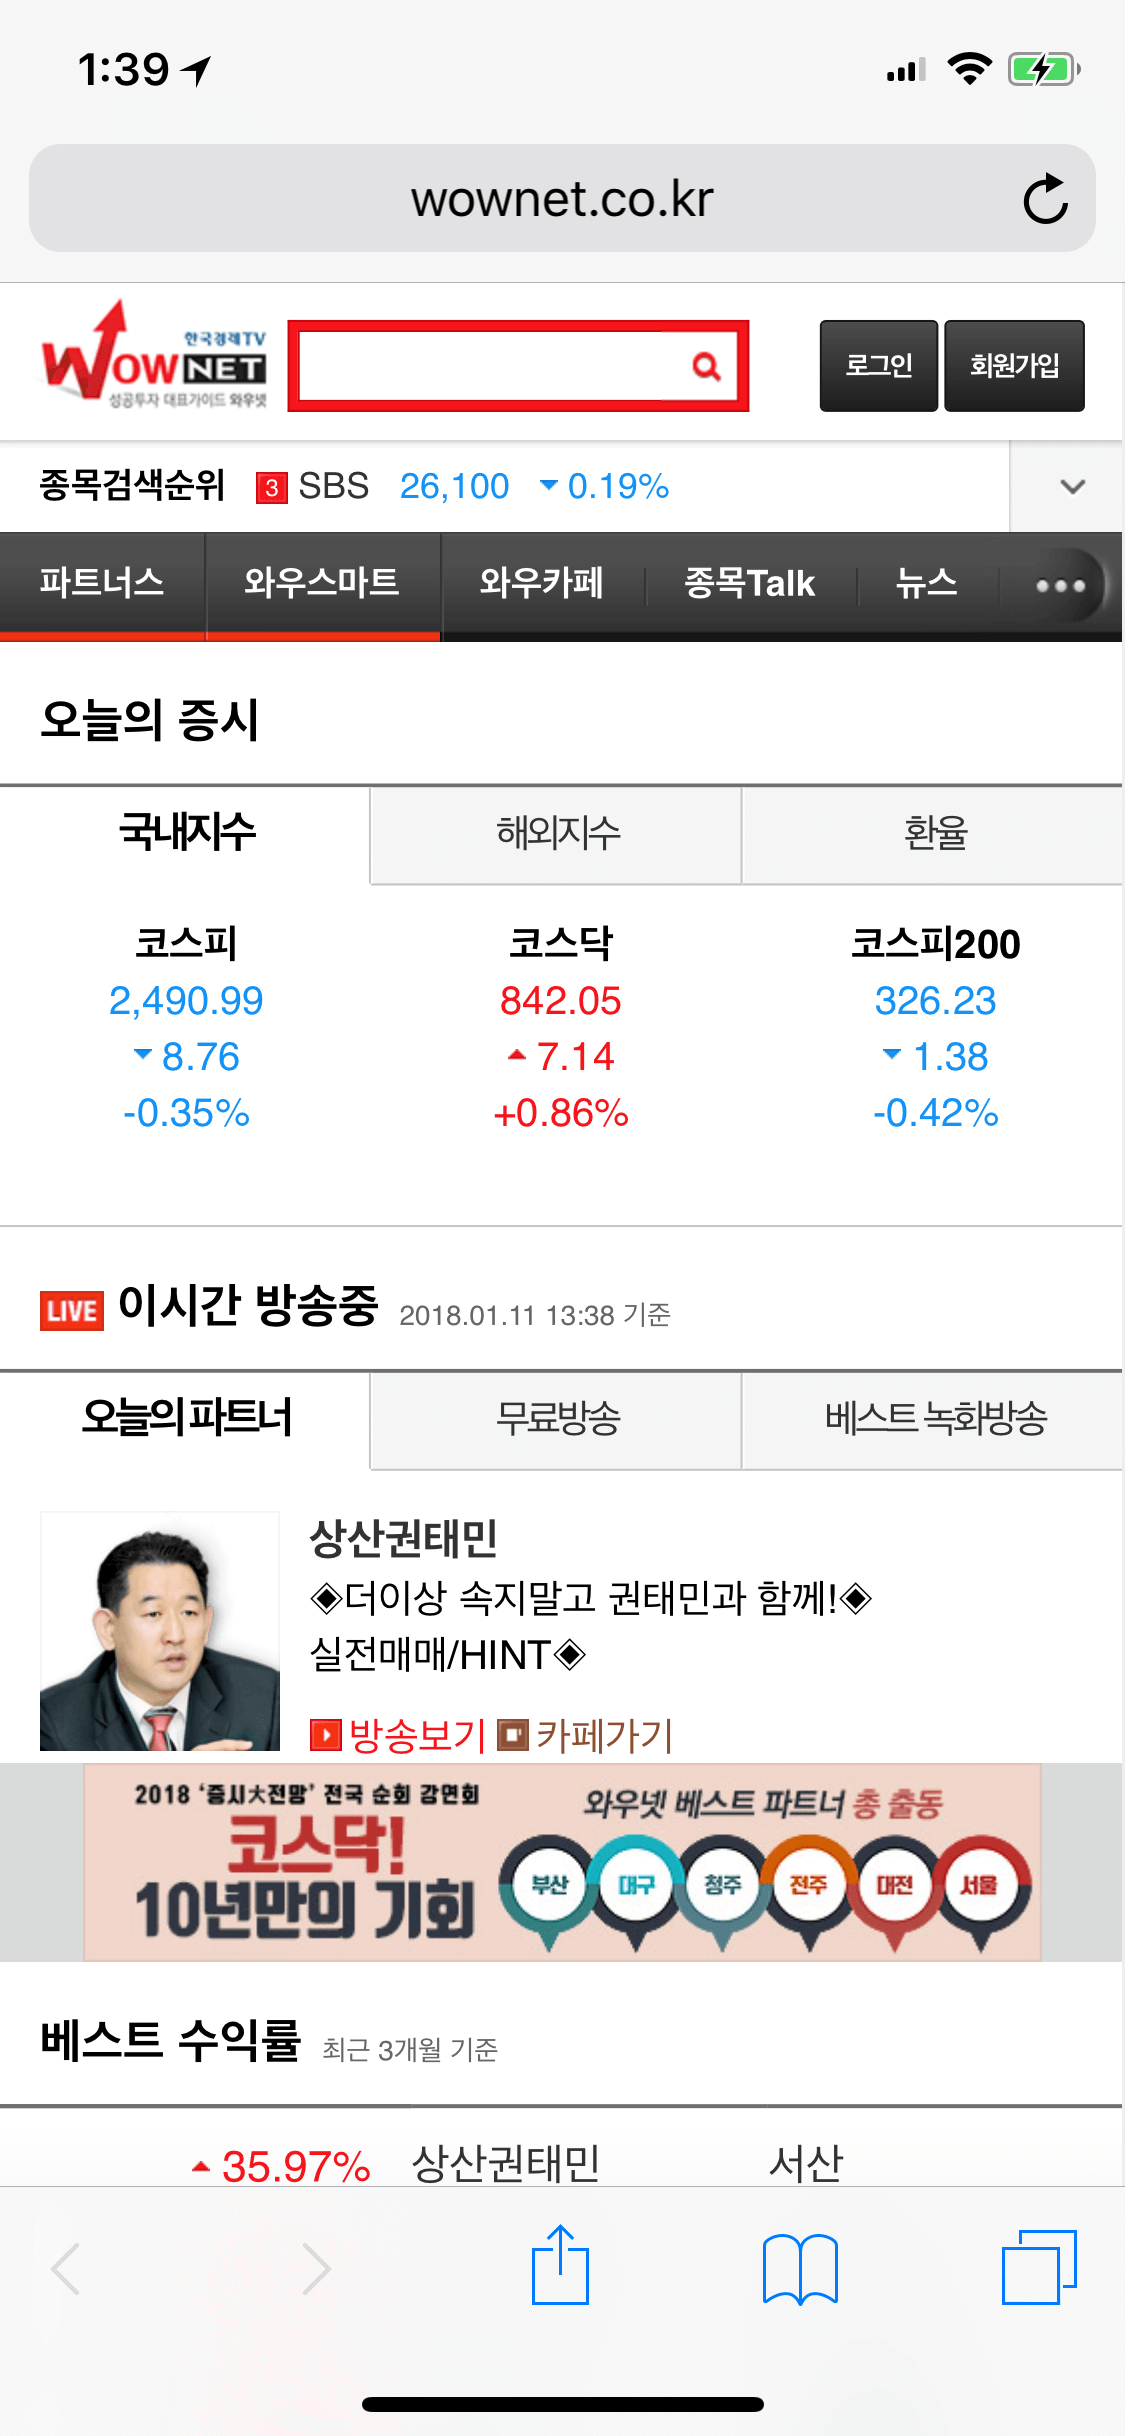 1:39
wownet.co.kr
한국경제TV
WOWNET
성공투자 대표가이드 와우넷
로그인 회원가입
종목검색순위 3 SBS 26,100 ▼ 0.19%
파트너스 와우스마트 와우카페 종목Talk 뉴스
오늘의 증시
국내지수 해외지수 환율
코스피 코스닥 코스피200
2,490.99 842.05 326.23
▼ 8.76 ▲ 7.14 ▼ 1.38
-0.35% +0.86% -0.42%
LIVE 이시간 방송중 2018.01.11 13:38 기준
오늘의 파트너 무료방송 베스트 녹화방송
상산권태민
◈더이상 속지말고 권태민과 함께!◈
실전매매/HINT◈
방송보기 카페가기
2018 '증시大전망' 전국 순회 강연회
코스닥!
10년만의 기회
와우넷 베스트 파트너 총 출동
부산 대구 청주 전주 대전 서울
베스트 수익률 최근 3개월 기준
▲ 35.97% 상산권태민 서산